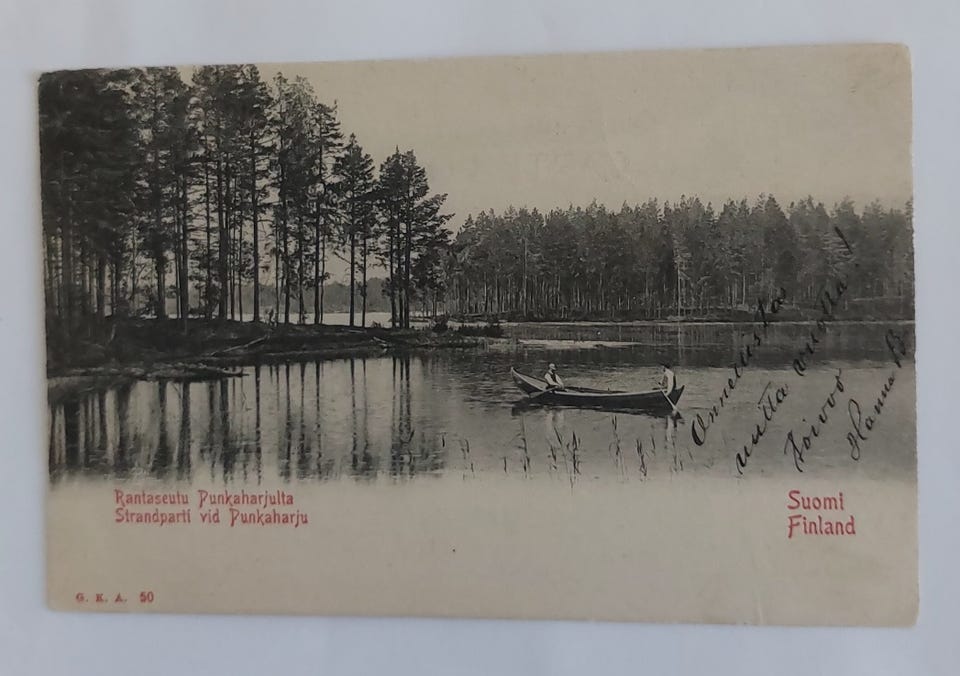 Onnellista
uutta vuotta!
Toivoo
Hanna B.
Rantaseutu Punkaharjulta
Strandparti vid Punkaharju
Suomi
Finland
G. K. A. 50